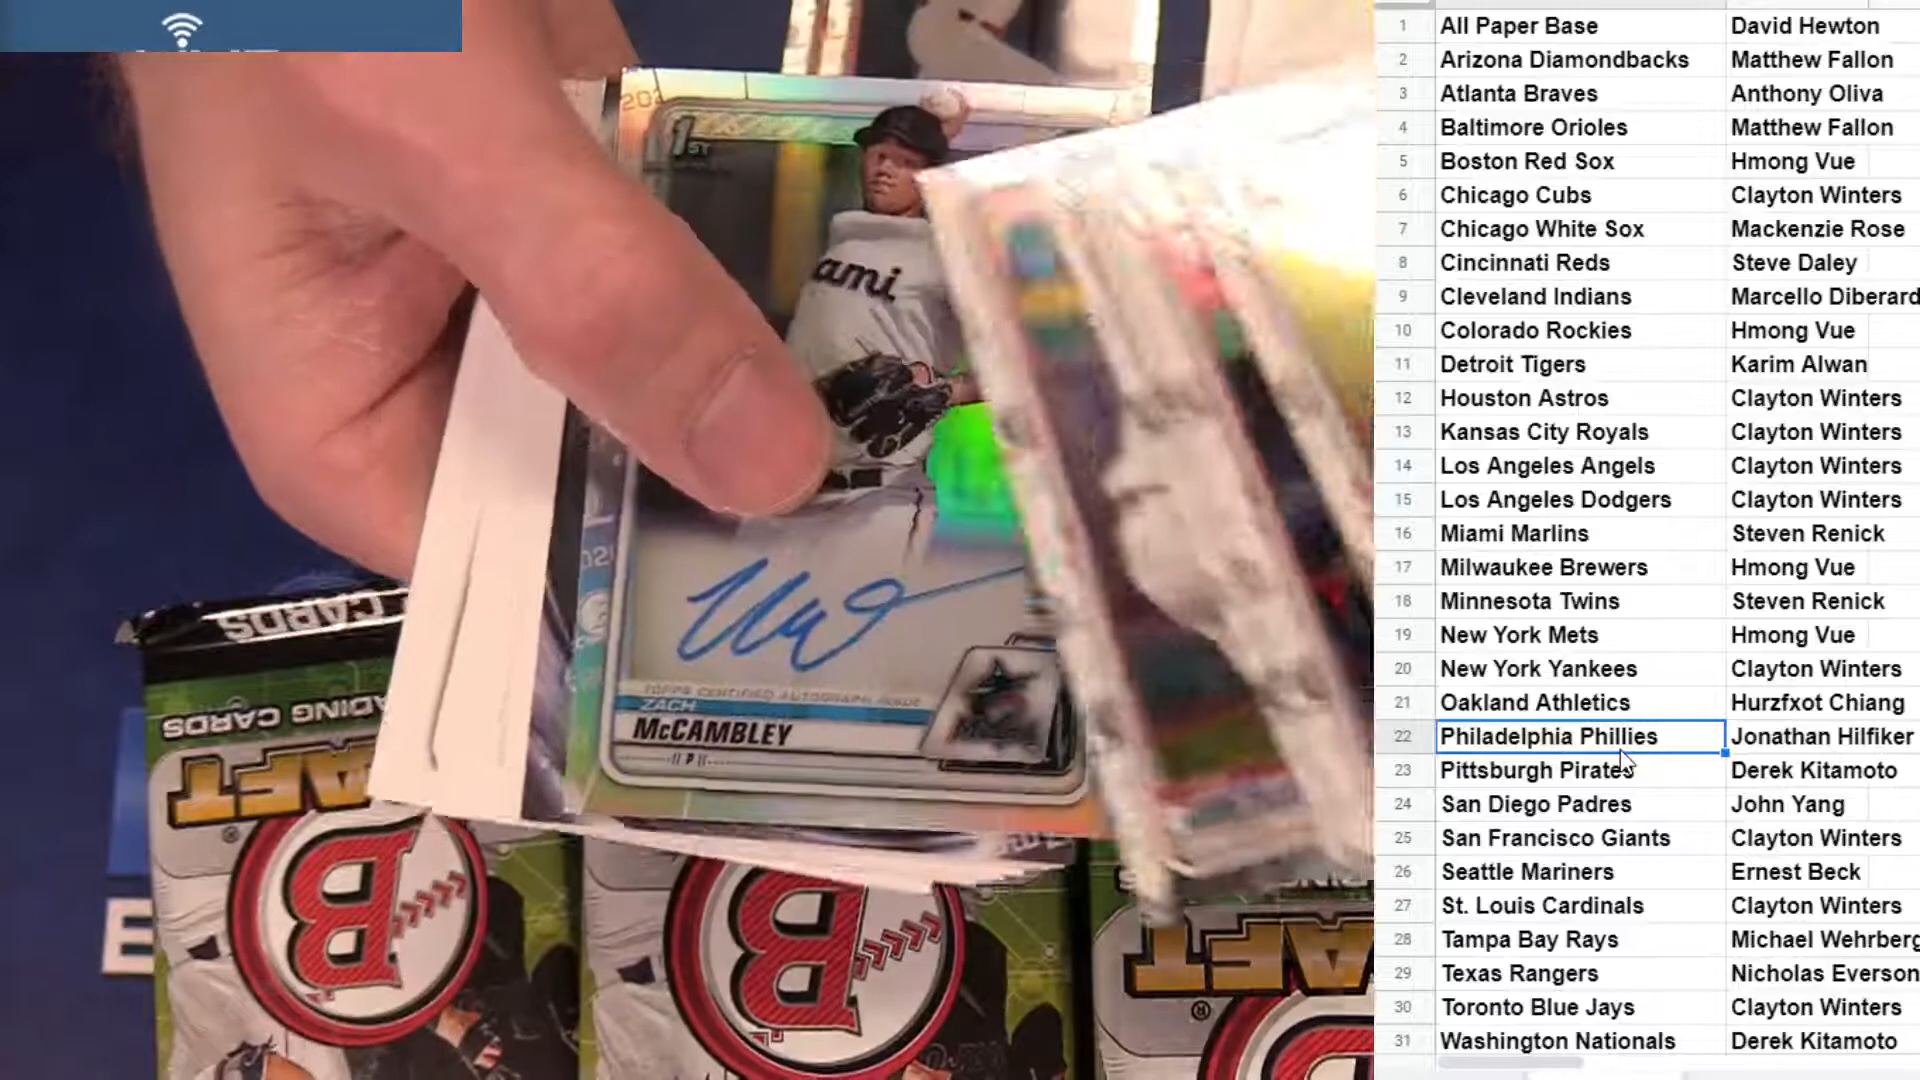 1ST
ami
TOPPS CERTIFIED AUTOGRAPH ISSUE
ZACH
McCAMBLEY
P
CARDS
TRADING CARDS
B
B
1 All Paper Base David Hewton
2 Arizona Diamondbacks Matthew Fallon
3 Atlanta Braves Anthony Oliva
4 Baltimore Orioles Matthew Fallon
5 Boston Red Sox Hmong Vue
6 Chicago Cubs Clayton Winters
7 Chicago White Sox Mackenzie Rose
8 Cincinnati Reds Steve Daley
9 Cleveland Indians Marcello Diberard
10 Colorado Rockies Hmong Vue
11 Detroit Tigers Karim Alwan
12 Houston Astros Clayton Winters
13 Kansas City Royals Clayton Winters
14 Los Angeles Angels Clayton Winters
15 Los Angeles Dodgers Clayton Winters
16 Miami Marlins Steven Renick
17 Milwaukee Brewers Hmong Vue
18 Minnesota Twins Steven Renick
19 New York Mets Hmong Vue
20 New York Yankees Clayton Winters
21 Oakland Athletics Hurzfxot Chiang
22 Philadelphia Phillies Jonathan Hilfiker
23 Pittsburgh Pirates Derek Kitamoto
24 San Diego Padres John Yang
25 San Francisco Giants Clayton Winters
26 Seattle Mariners Ernest Beck
27 St. Louis Cardinals Clayton Winters
28 Tampa Bay Rays Michael Wehrberg
29 Texas Rangers Nicholas Everson
30 Toronto Blue Jays Clayton Winters
31 Washington Nationals Derek Kitamoto